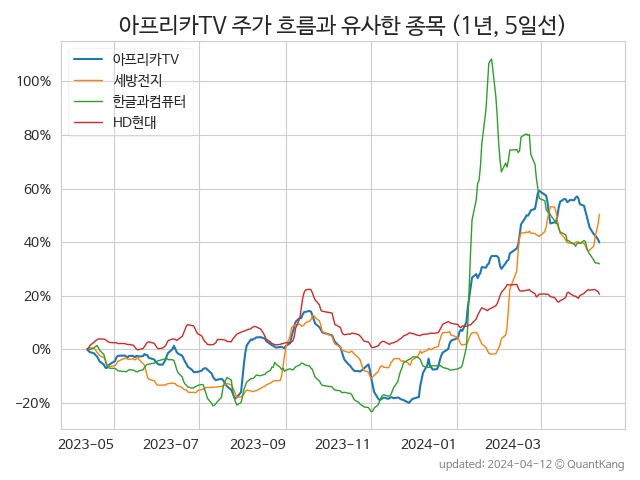 아프리카TV 주가 흐름과 유사한 종목 (1년, 5일선)
아프리카TV
세방전지
한글과컴퓨터
HD현대
100%
80%
60%
40%
20%
0%
−20%
2023-05 2023-07 2023-09 2023-11 2024-01 2024-03
updated: 2024-04-12 © QuantKang